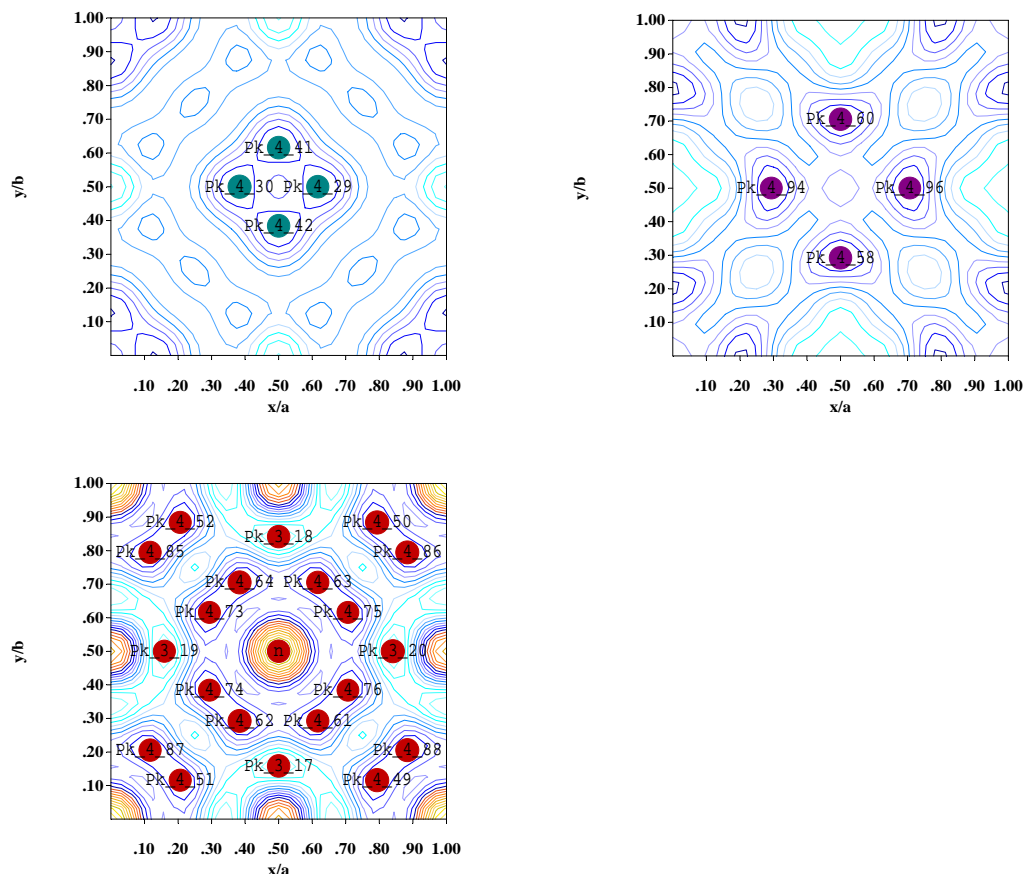 1.00
.90
.80
.70
.60
.50
.40
.30
.20
.10
y/b
Pk_4_41
Pk_4_30 Pk_4_29
Pk_4_42
.10 .20 .30 .40 .50 .60 .70 .80 .90 1.00
x/a
1.00
.90
.80
.70
.60
.50
.40
.30
.20
.10
y/b
Pk_4_60
Pk_4_94 Pk_4_96
Pk_4_58
.10 .20 .30 .40 .50 .60 .70 .80 .90 1.00
x/a
1.00
.90
.80
.70
.60
.50
.40
.30
.20
.10
y/b
Pk_4_52 Pk_4_50
Pk_3_18
Pk_4_85 Pk_4_86
Pk_4_64 Pk_4_63
Pk_4_73 Pk_4_75
Pk_3_19 n Pk_3_20
Pk_4_74 Pk_4_76
Pk_4_62 Pk_4_61
Pk_4_87 Pk_4_88
Pk_3_17
Pk_4_51 Pk_4_49
.10 .20 .30 .40 .50 .60 .70 .80 .90 1.00
x/a